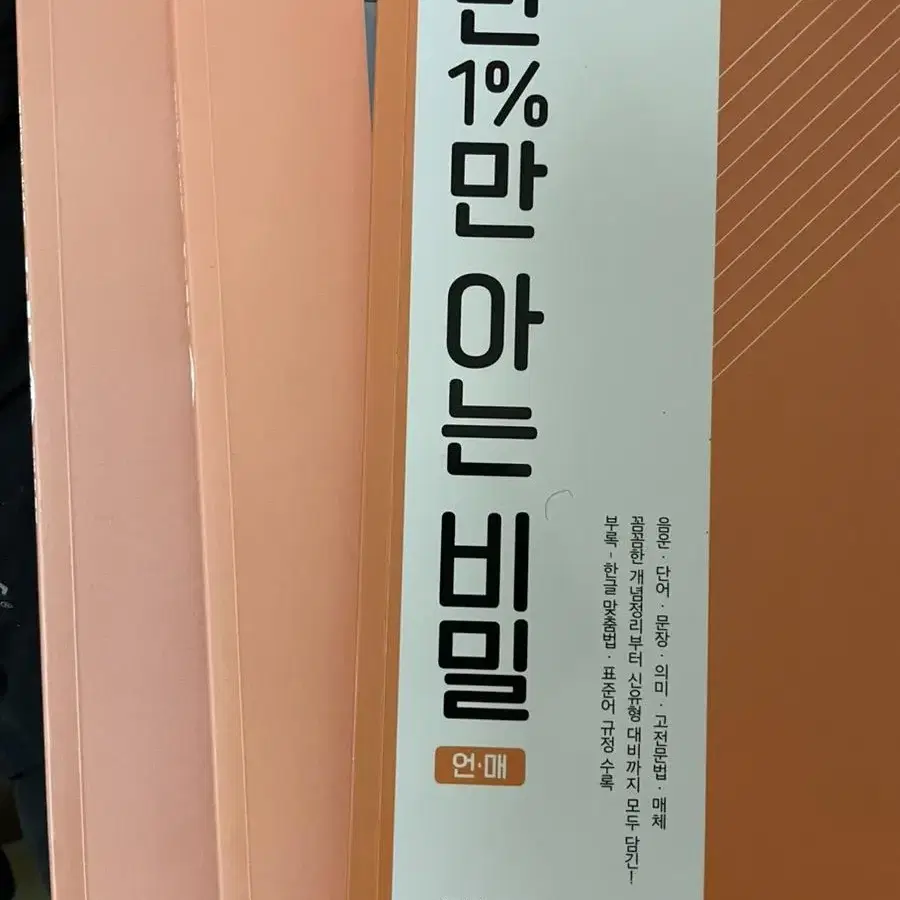 1%만 아는 비밀
언·매
음운·단어·문장·의미·고전문법·매체
꼼꼼한 개념정리부터 신유형 대비까지 모두 담긴!
부록-한글 맞춤법·표준어 규정 수록